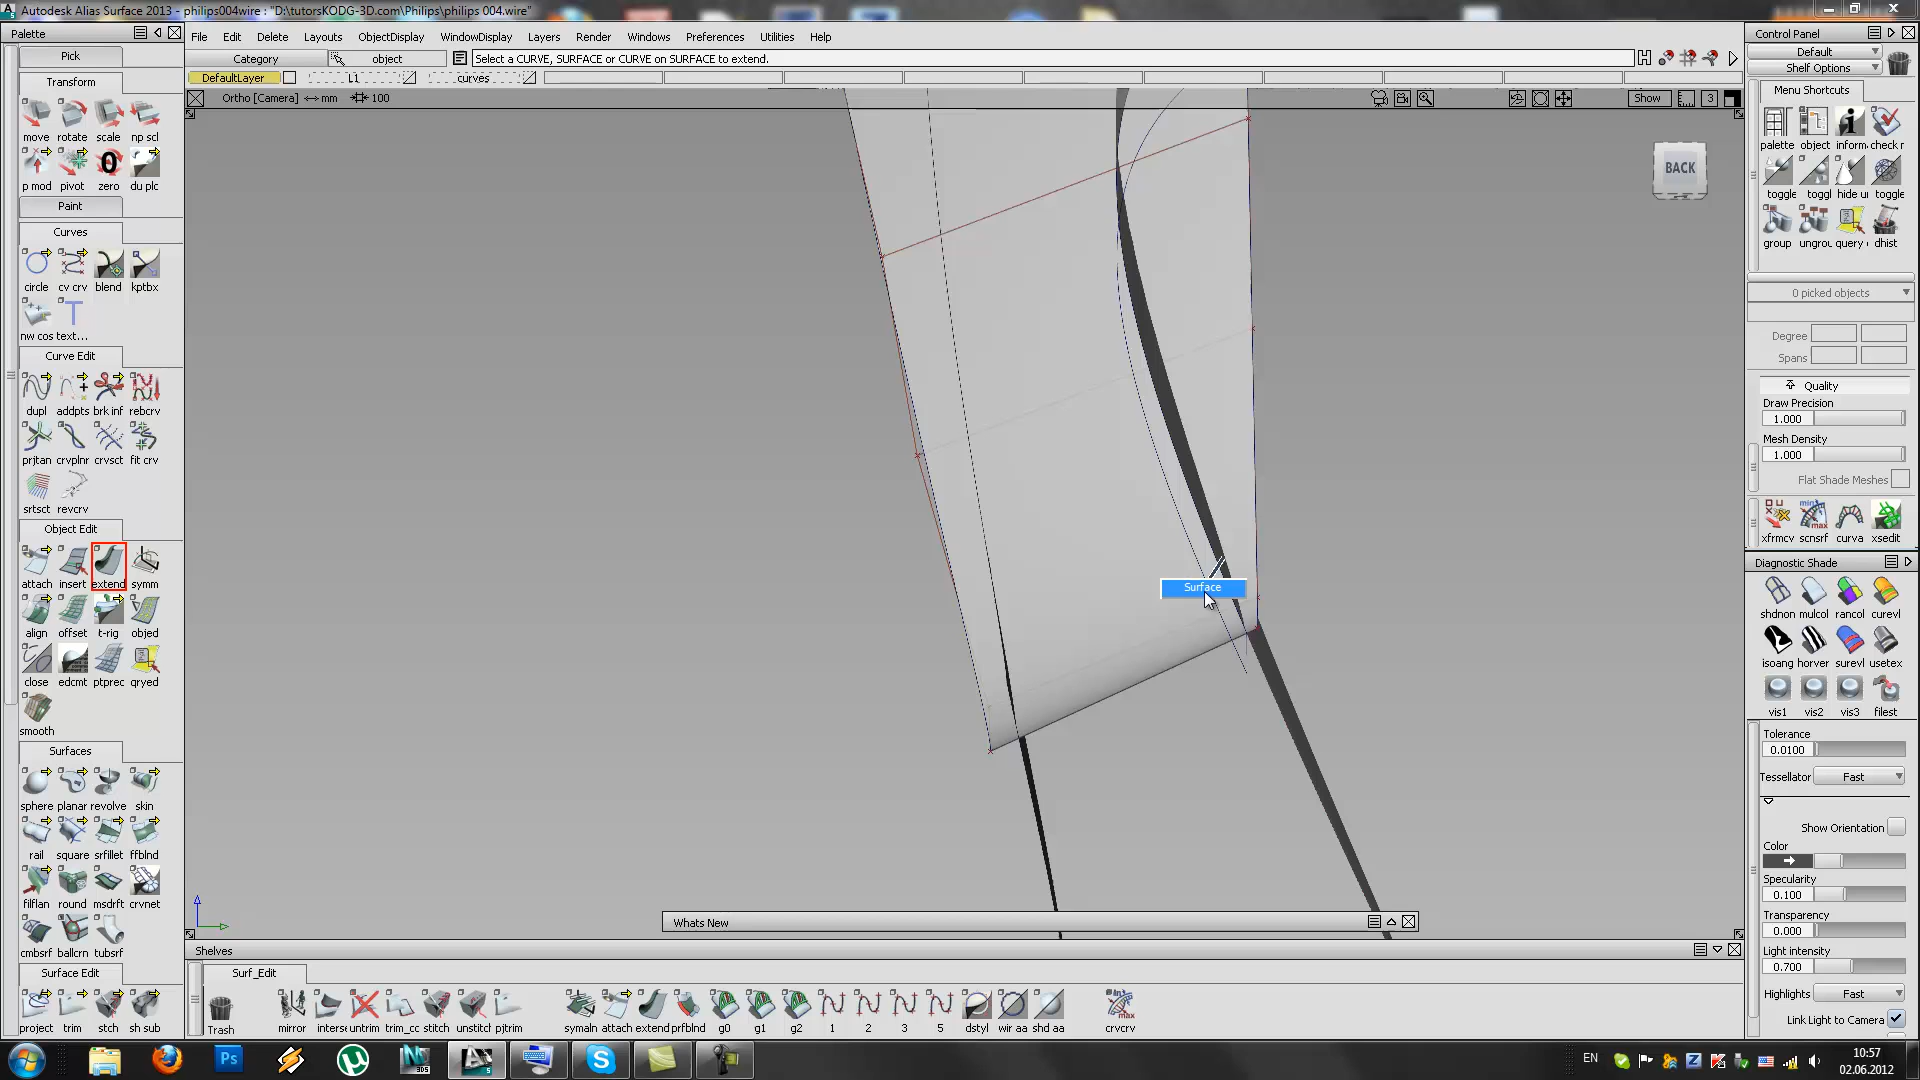 Autodesk Alias Surface 2013 - philips004wire : "D:\tutorsKODG-3D.com\Philips\philips 004.wire"
Palette
File Edit Delete Layouts ObjectDisplay WindowDisplay Layers Render Windows Preferences Utilities Help
Control Panel
Pick
Category object Select a CURVE, SURFACE or CURVE on SURFACE to extend.
Default
Shelf Options
Transform
DefaultLayer L1 curves
Ortho [Camera] mm 100
Show 3
Menu Shortcuts
move rotate scale np scl
palette object inform check r
p mod pivot zero du plc
toggle toggl hide u toggle
Paint
BACK
Curves
group ungrou query dhist
circle cv crv blend kptbx
0 picked objects
nw cos text...
Degree
Spans
Curve Edit
Quality
Draw Precision
1.000
dupl addpts brk inf rebcrv
Mesh Density
1.000
prjtan crvplnr crvsct fit crv
Flat Shade Meshes
srtsct revcrv
xfrmcv scnsrf curva xsedit
Object Edit
Diagnostic Shade
attach insert extend symm
Surface
shdnon mulcol rancol curevl
align offset t-rig objed
isoang horver surevl usetex
close edcmt ptprec qryed
vis1 vis2 vis3 filest
smooth
Tolerance
0.0100
Surfaces
Tessellator Fast
sphere planar revolve skin
Show Orientation
Color
rail square srfillet ffblnd
Specularity
0.100
filflan round msdrft crvnet
Transparency
0.000
Whats New
cmbsrf ballcrn tubsrf
Light intensity
0.700
Shelves
Surface Edit
Surf_Edit
Highlights Fast
project trim stch sh sub
Trash mirror interse untrim trim_cc stitch unstitch pjtrim symaln attach extend prfblnd g0 g1 g2 1 2 3 5 dstyl wir aa shd aa crvcrv
Link Light to Camera
EN
10:57
02.06.2012